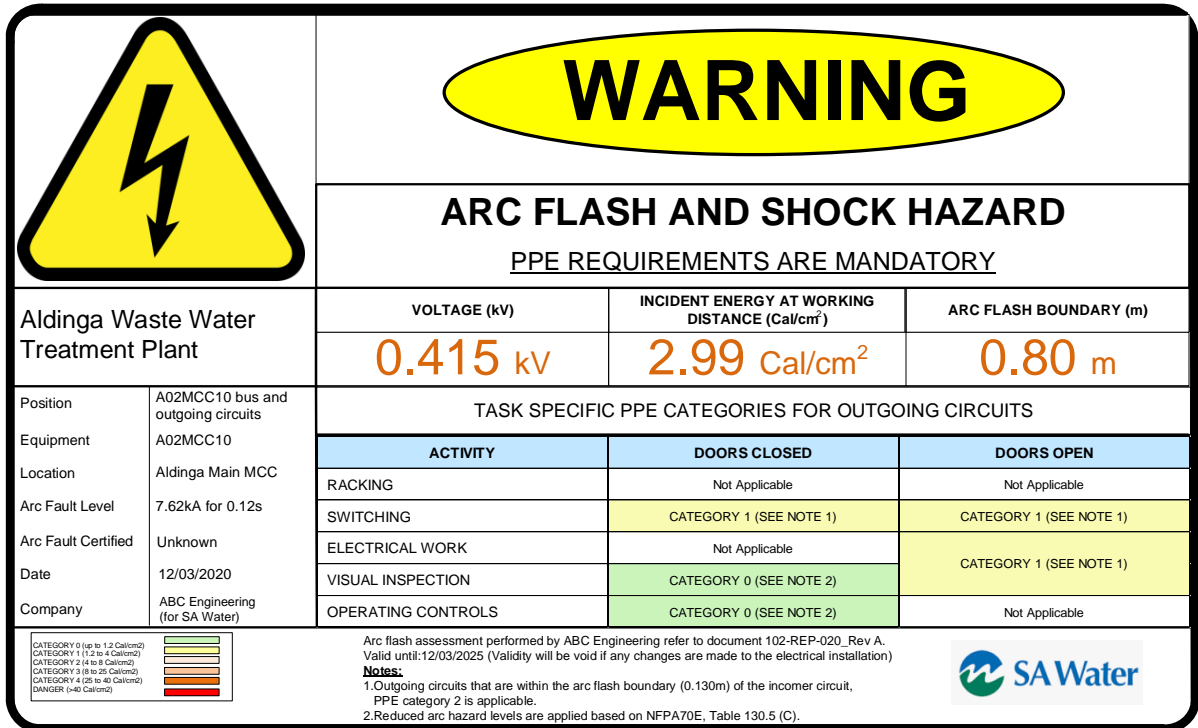 WARNING
ARC FLASH AND SHOCK HAZARD
PPE REQUIREMENTS ARE MANDATORY
Aldinga Waste Water
Treatment Plant
VOLTAGE (kV)
INCIDENT ENERGY AT WORKING
DISTANCE (Cal/cm²)
ARC FLASH BOUNDARY (m)
0.415 kV
2.99 Cal/cm²
0.80 m
Position
A02MCC10 bus and
outgoing circuits
Equipment
A02MCC10
Location
Aldinga Main MCC
Arc Fault Level
7.62kA for 0.12s
Arc Fault Certified
Unknown
Date
12/03/2020
Company
ABC Engineering
(for SA Water)
TASK SPECIFIC PPE CATEGORIES FOR OUTGOING CIRCUITS
ACTIVITY
DOORS CLOSED
DOORS OPEN
RACKING
Not Applicable
Not Applicable
SWITCHING
CATEGORY 1 (SEE NOTE 1)
CATEGORY 1 (SEE NOTE 1)
ELECTRICAL WORK
Not Applicable
CATEGORY 1 (SEE NOTE 1)
VISUAL INSPECTION
CATEGORY 0 (SEE NOTE 2)
OPERATING CONTROLS
CATEGORY 0 (SEE NOTE 2)
Not Applicable
CATEGORY 0 (up to 1.2 Cal/cm2)
CATEGORY 1 (1.2 to 4 Cal/cm2)
CATEGORY 2 (4 to 8 Cal/cm2)
CATEGORY 3 (8 to 25 Cal/cm2)
CATEGORY 4 (25 to 40 Cal/cm2)
DANGER (>40 Cal/cm2)
Arc flash assessment performed by ABC Engineering refer to document 102-REP-020_Rev A.
Valid until:12/03/2025 (Validity will be void if any changes are made to the electrical installation)
Notes:
1.Outgoing circuits that are within the arc flash boundary (0.130m) of the incomer circuit,
PPE category 2 is applicable.
2.Reduced arc hazard levels are applied based on NFPA70E, Table 130.5 (C).
SA Water